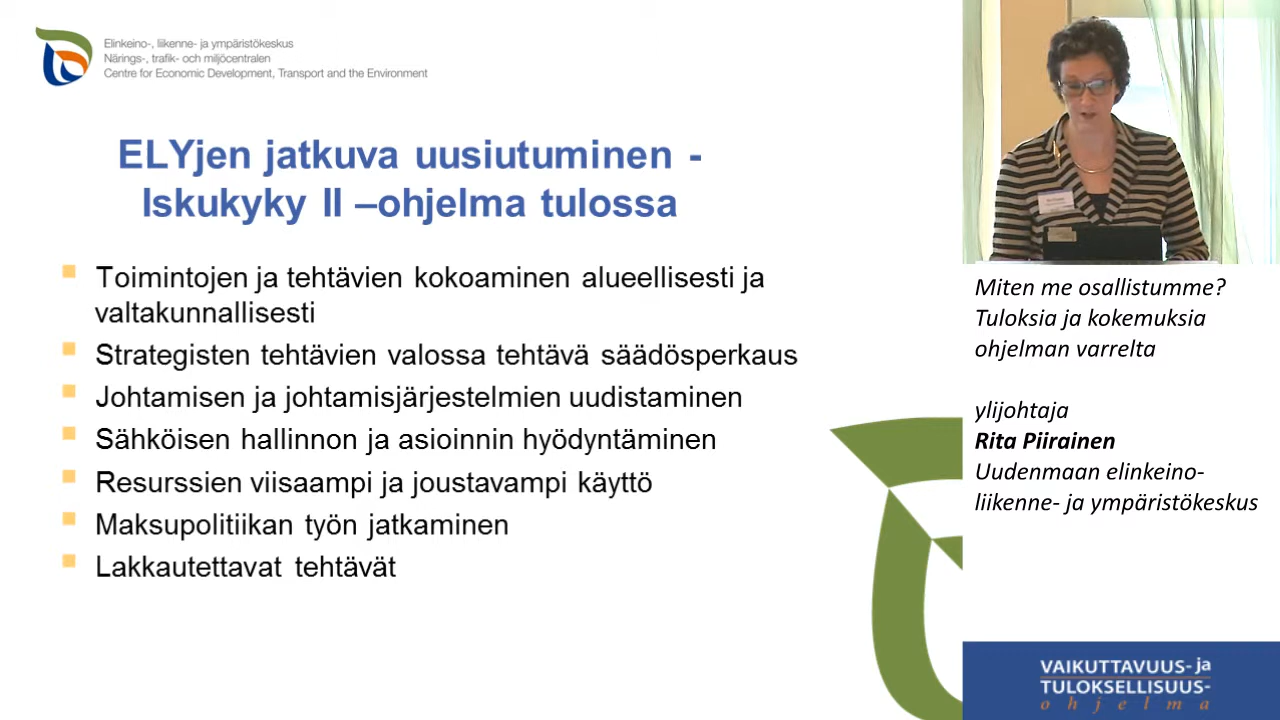 Elinkeino-, liikenne- ja ympäristökeskus
Närings-, trafik- och miljöcentralen
Centre for Economic Development, Transport and the Environment
ELYjen jatkuva uusiutuminen -
Iskukyky II –ohjelma tulossa
Toimintojen ja tehtävien kokoaminen alueellisesti ja
valtakunnallisesti
Strategisten tehtävien valossa tehtävä säädösperkaus
Johtamisen ja johtamisjärjestelmien uudistaminen
Sähköisen hallinnon ja asioinnin hyödyntäminen
Resurssien viisaampi ja joustavampi käyttö
Maksupolitiikan työn jatkaminen
Lakkautettavat tehtävät
Miten me osallistumme?
Tuloksia ja kokemuksia
ohjelman varrelta
ylijohtaja
Rita Piirainen
Uudenmaan elinkeino-
liikenne- ja ympäristökeskus
VAIKUTTAVUUS- ja
TULOKSELLISUUS-
ohjelma